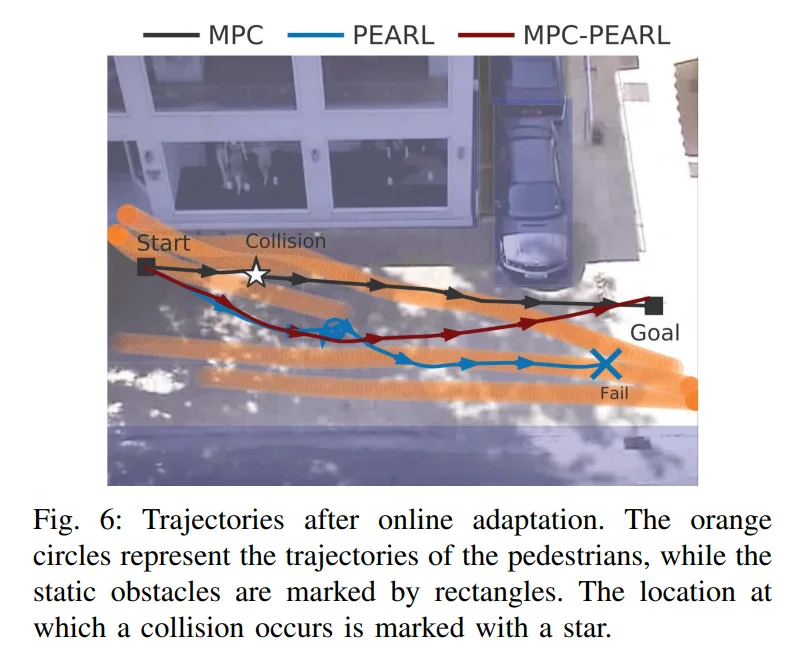 MPC PEARL MPC-PEARL
Start Collision
Goal
Fail
Fig. 6: Trajectories after online adaptation. The orange
circles represent the trajectories of the pedestrians, while the
static obstacles are marked by rectangles. The location at
which a collision occurs is marked with a star.